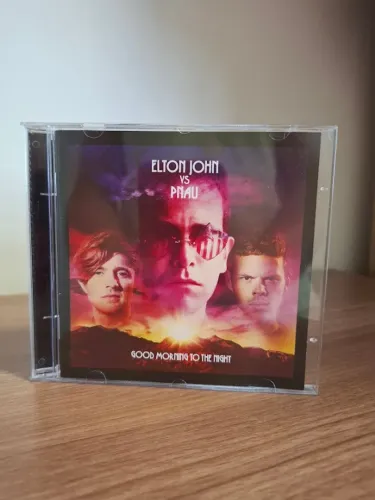 ELTON JOHN
VS
PNAU
GOOD MORNING TO THE NIGHT